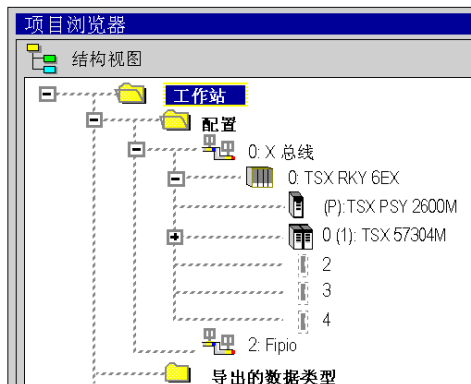 项目浏览器
结构视图
工作站
配置
0: X 总线
0: TSX RKY 6EX
(P):TSX PSY 2600M
0 (1): TSX 57304M
2
3
4
2: Fipio
导出的数据类型